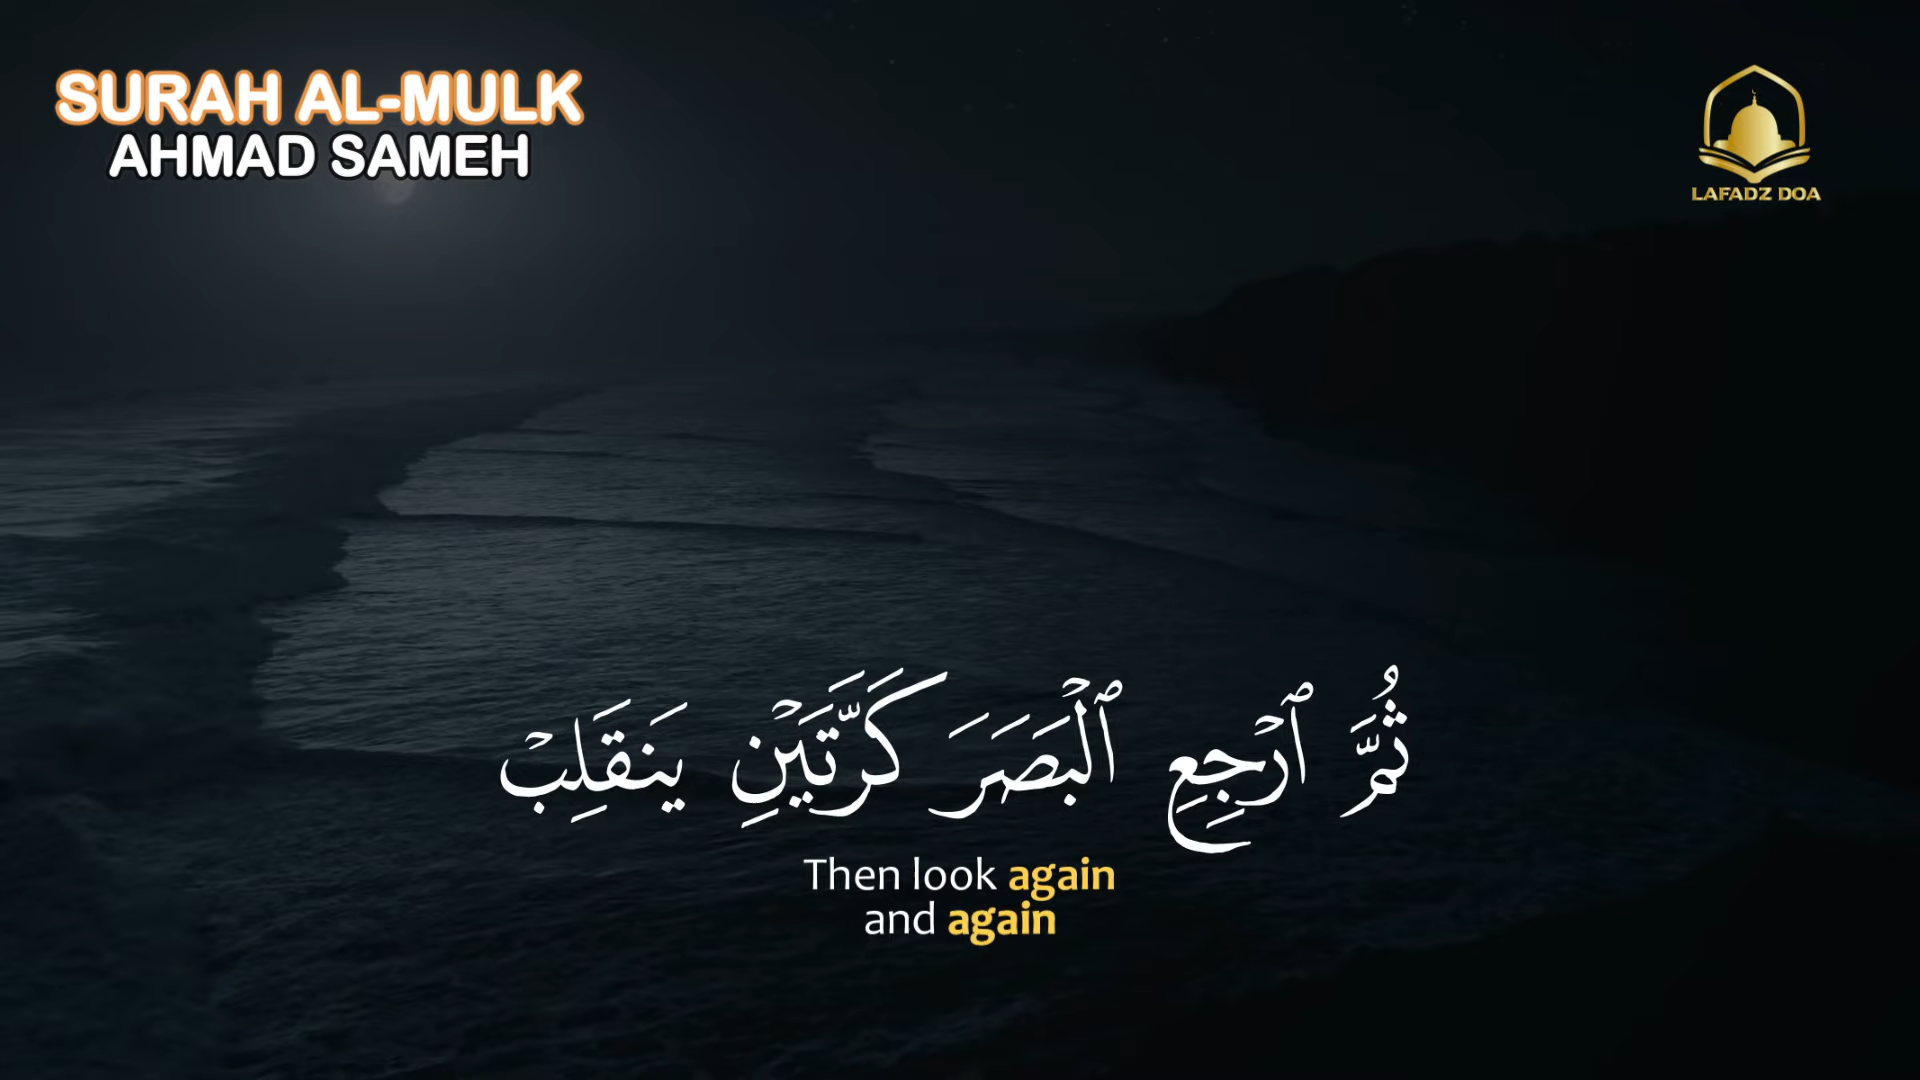 SURAH AL-MULK
AHMAD SAMEH
LAFADZ DOA
ثُمَّ ٱرْجِعِ ٱلْبَصَرَ كَرَّتَيْنِ يَنقَلِبْ
Then look again
and again